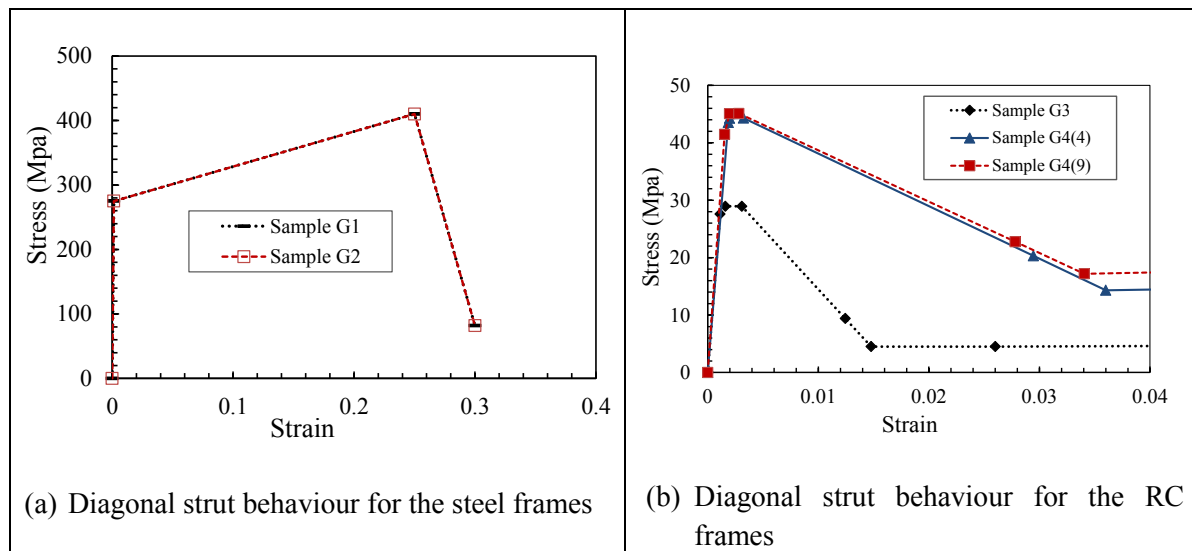 500
400
300
200
100
0
Stress (Mpa)
Sample G1
Sample G2
0 0.1 0.2 0.3 0.4
Strain
(a) Diagonal strut behaviour for the steel frames
50
40
30
20
10
0
Stress (Mpa)
Sample G3
Sample G4(4)
Sample G4(9)
0 0.01 0.02 0.03 0.04
Strain
(b) Diagonal strut behaviour for the RC
frames